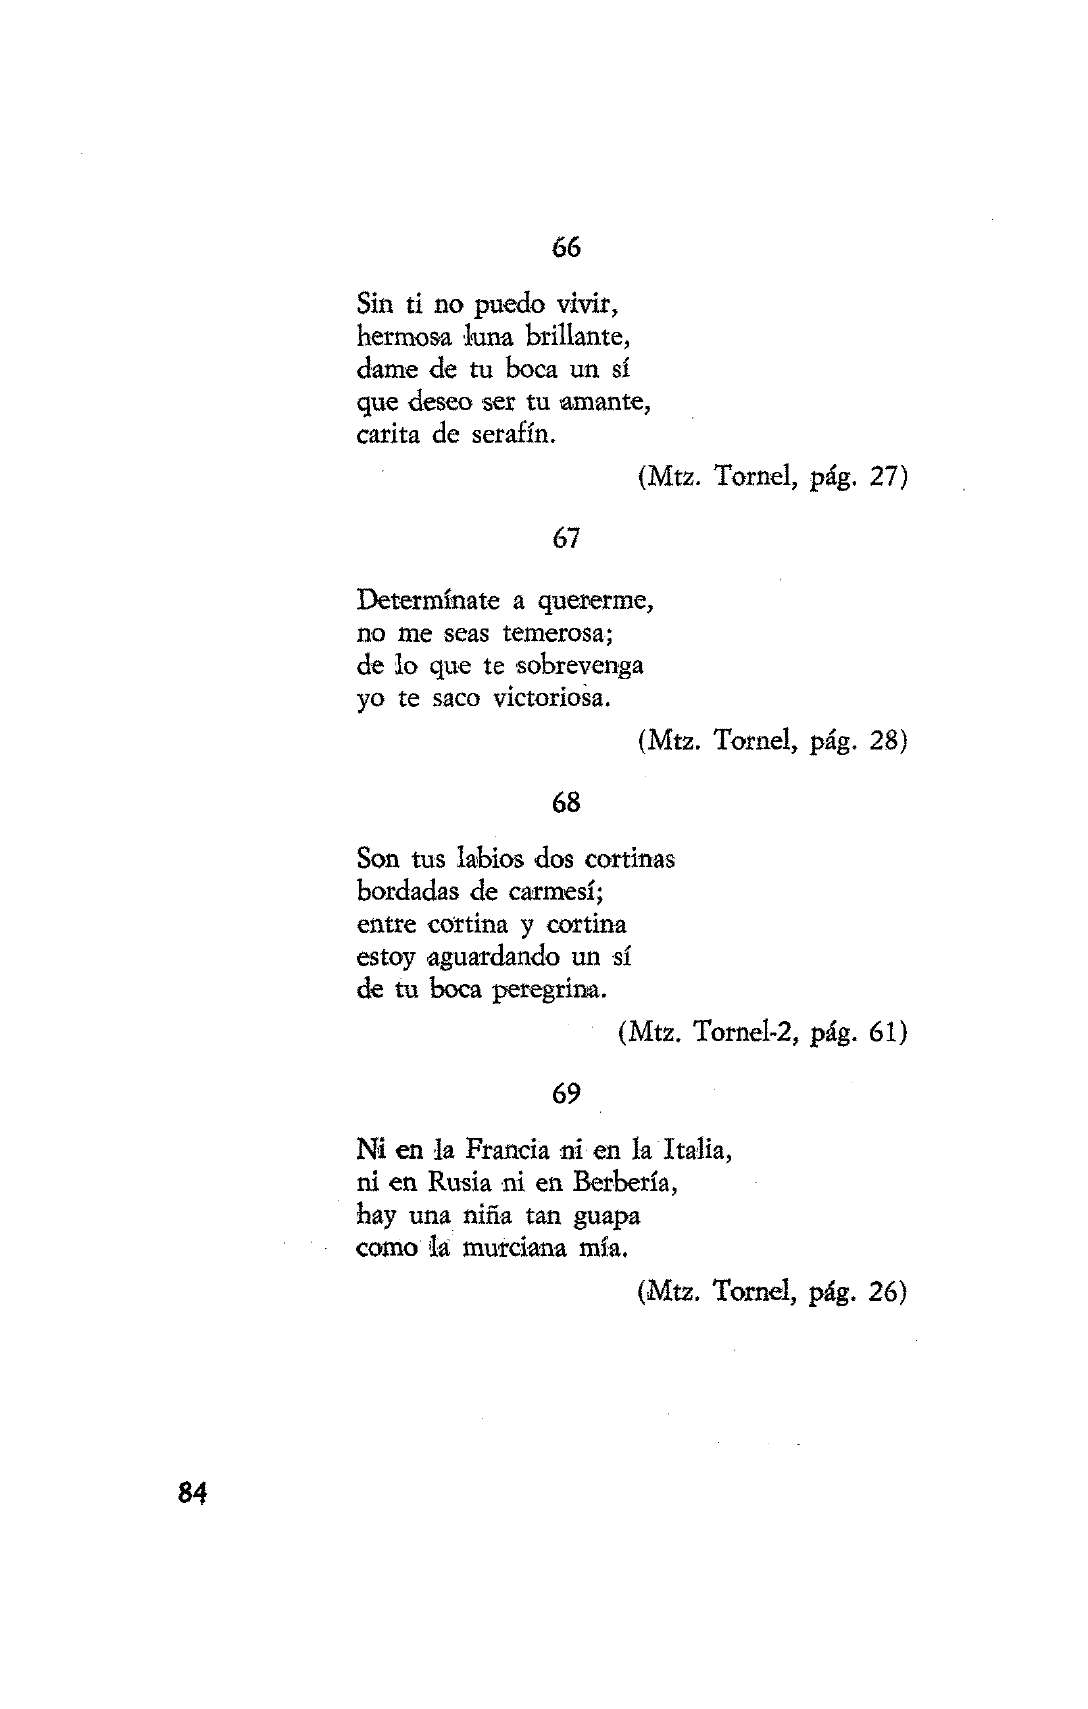 66
Sin ti no puedo vivir,
hermosa luna brillante,
dame de tu boca un sí
que deseo ser tu amante,
carita de serafín.
(Mtz. Tornel, pág. 27)
67
Determínate a quererme,
no me seas temerosa;
de lo que te sobrevenga
yo te saco victoriosa.
(Mtz. Tornel, pág. 28)
68
Son tus labios dos cortinas
bordadas de carmesí;
entre cortina y cortina
estoy aguardando un sí
de tu boca peregrina.
(Mtz. Tornel-2, pág. 61)
69
Ni en la Francia ni en la Italia,
ni en Rusia ni en Berbería,
hay una niña tan guapa
como la murciana mía.
(Mtz. Tornel, pág. 26)
84